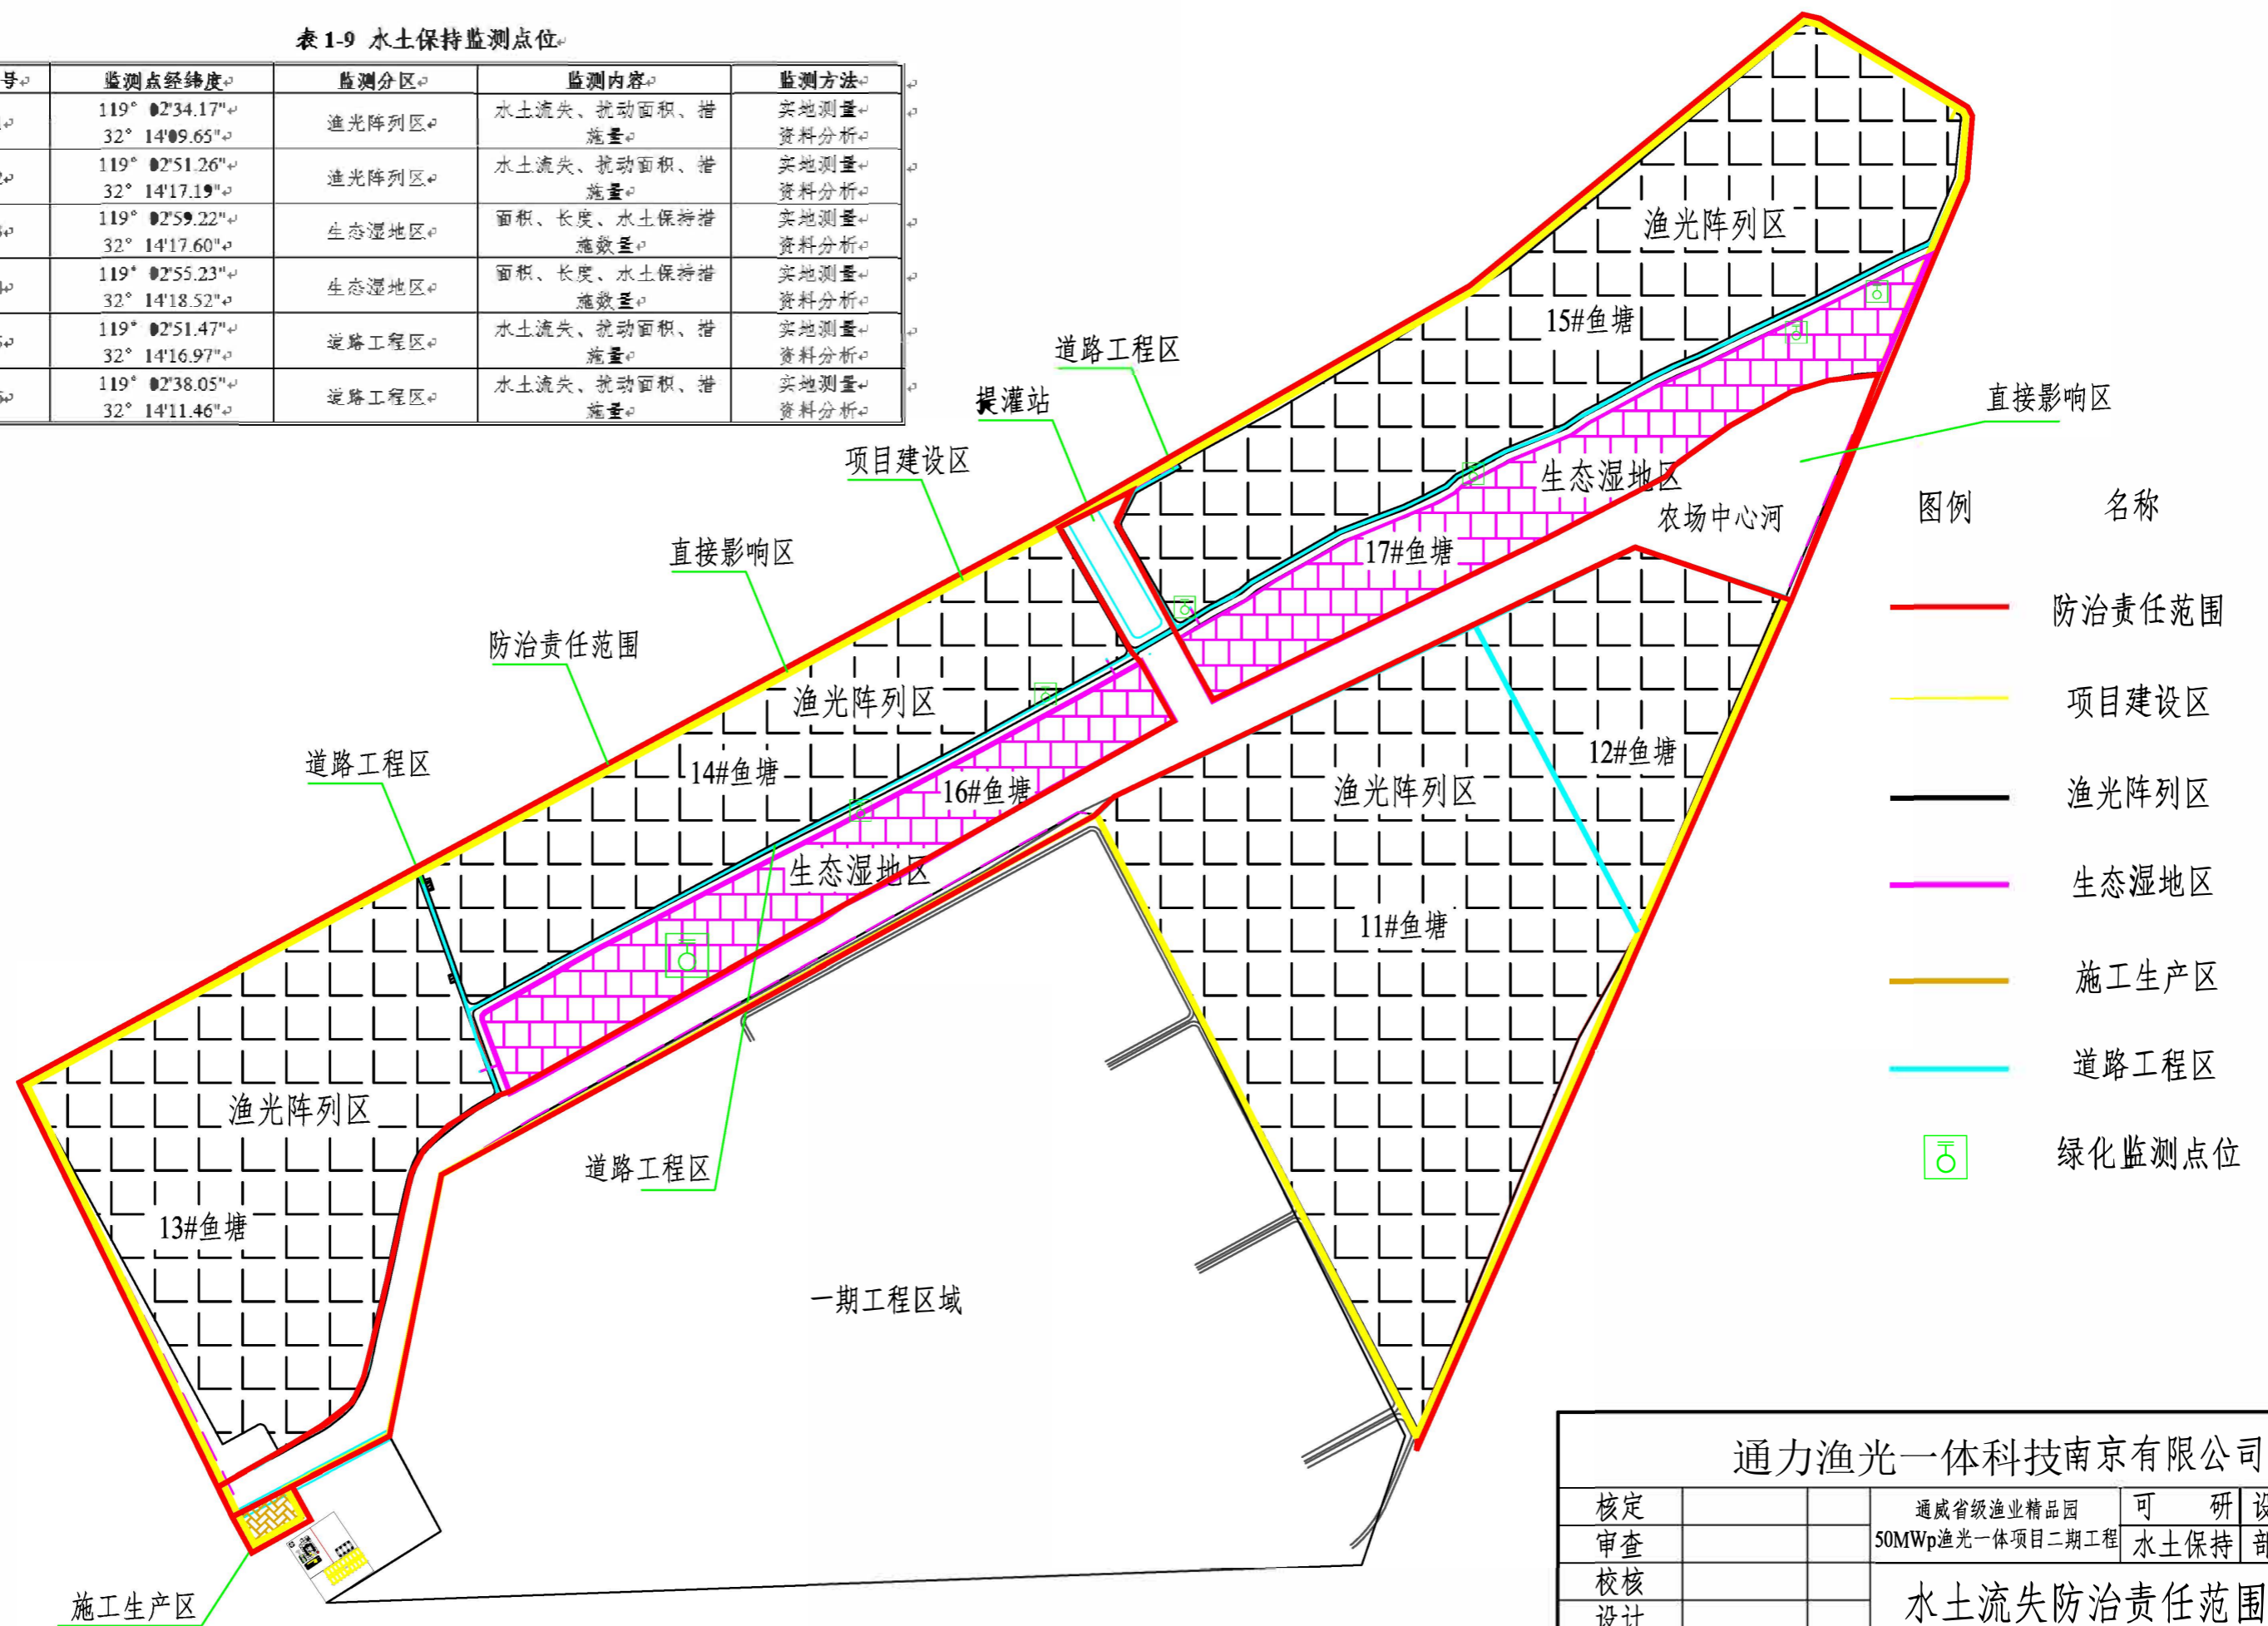 表1-9 水土保持监测点位
号 监测点经纬度 监测分区 监测内容 监测方法
119° 02'34.17"
32° 14'09.65"
渔光阵列区
水土流失、扰动面积、措
施量
实地测量
资料分析
119° 02'51.26"
32° 14'17.19"
渔光阵列区
水土流失、扰动面积、措
施量
实地测量
资料分析
119° 02'59.22"
32° 14'17.60"
生态湿地区
面积、长度、水土保持措
施数量
实地测量
资料分析
119° 02'55.23"
32° 14'18.52"
生态湿地区
面积、长度、水土保持措
施数量
实地测量
资料分析
119° 02'51.47"
32° 14'16.97"
道路工程区
水土流失、扰动面积、措
施量
实地测量
资料分析
119° 02'38.05"
32° 14'11.46"
道路工程区
水土流失、扰动面积、措
施量
实地测量
资料分析
渔光阵列区
15#鱼塘
道路工程区
提灌站
直接影响区
项目建设区
生态湿地区
农场中心河
17#鱼塘
直接影响区
防治责任范围
渔光阵列区
14#鱼塘
道路工程区
16#鱼塘
生态湿地区
12#鱼塘
渔光阵列区
11#鱼塘
渔光阵列区
道路工程区
13#鱼塘
一期工程区域
施工生产区
图例 名称
防治责任范围
项目建设区
渔光阵列区
生态湿地区
施工生产区
道路工程区
绿化监测点位
通力渔光一体科技南京有限公司
核定
审查
校核
设计
通威省级渔业精品园
50MWp渔光一体项目二期工程
可 研 设
水土保持 部
水土流失防治责任范围